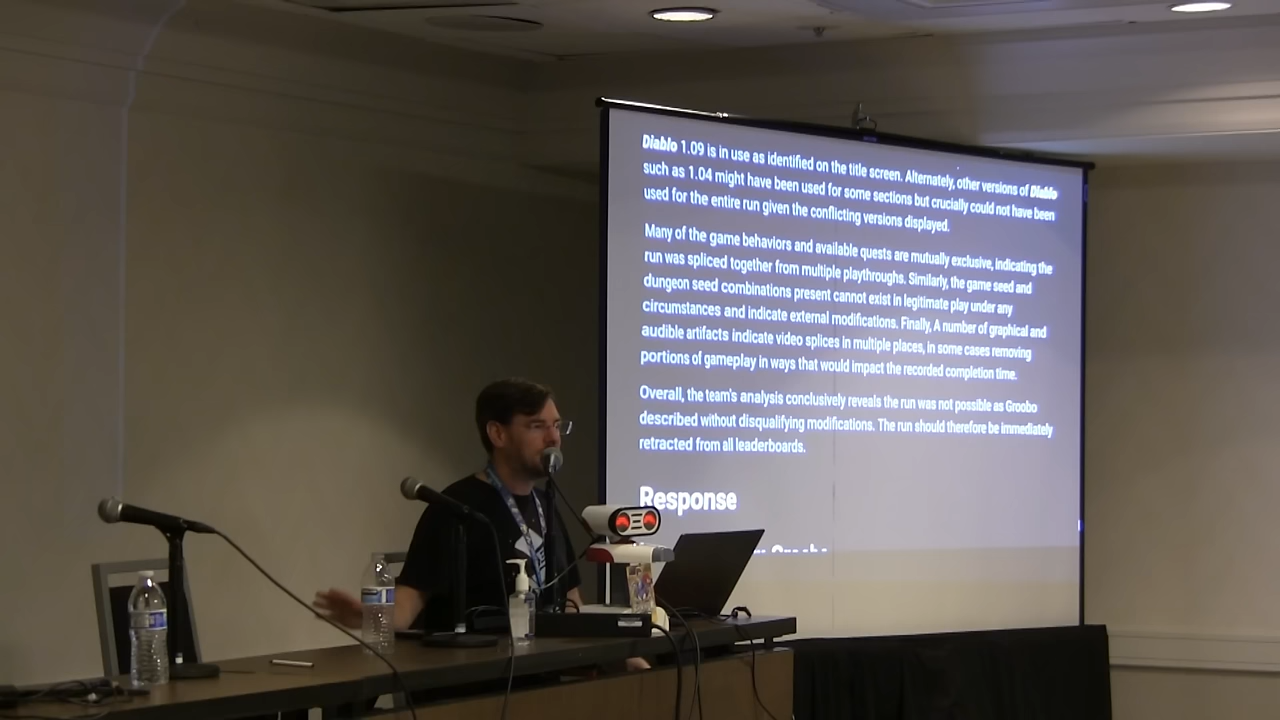 Diablo 1.09 is in use as identified on the title screen. Alternately, other versions of Diablo
such as 1.04 might have been used for some sections but crucially could not have been
used for the entire run given the conflicting versions displayed.
Many of the game behaviors and available quests are mutually exclusive, indicating the
run was spliced together from multiple playthroughs. Similarly, the game seed and
dungeon seed combinations present cannot exist in legitimate play under any
circumstances and indicate external modifications. Finally, A number of graphical and
audible artifacts indicate video splices in multiple places, in some cases removing
portions of gameplay in ways that would impact the recorded completion time.
Overall, the team's analysis conclusively reveals the run was not possible as Groobo
described without disqualifying modifications. The run should therefore be immediately
retracted from all leaderboards.
Response